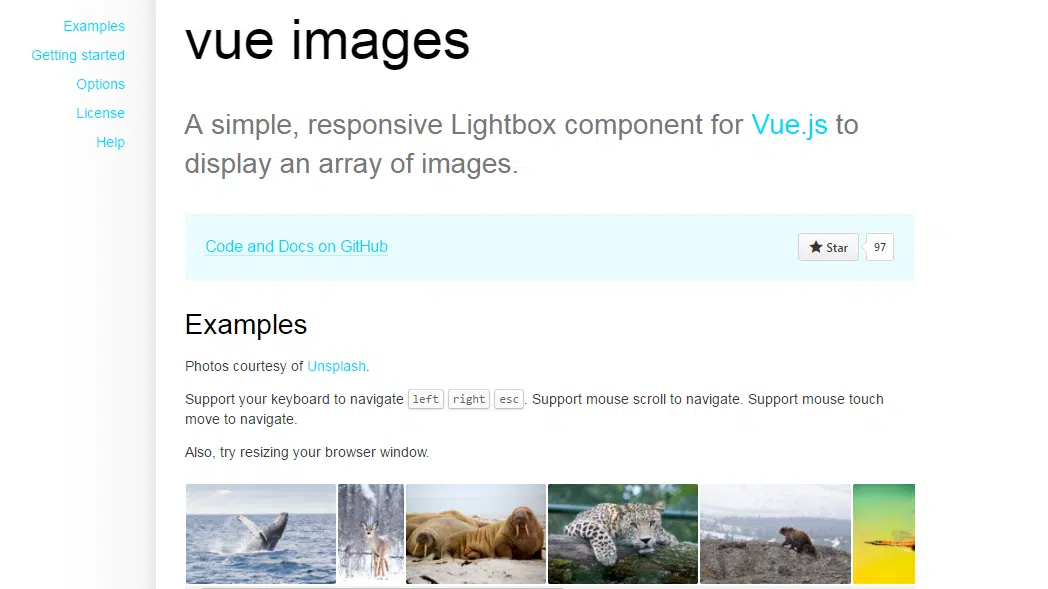 Examples
Getting started
Options
License
Help
vue images
A simple, responsive Lightbox component for Vue.js to
display an array of images.
Code and Docs on GitHub
Star
97
Examples
Photos courtesy of Unsplash.
Support your keyboard to navigate left right esc. Support mouse scroll to navigate. Support mouse touch
move to navigate.
Also, try resizing your browser window.